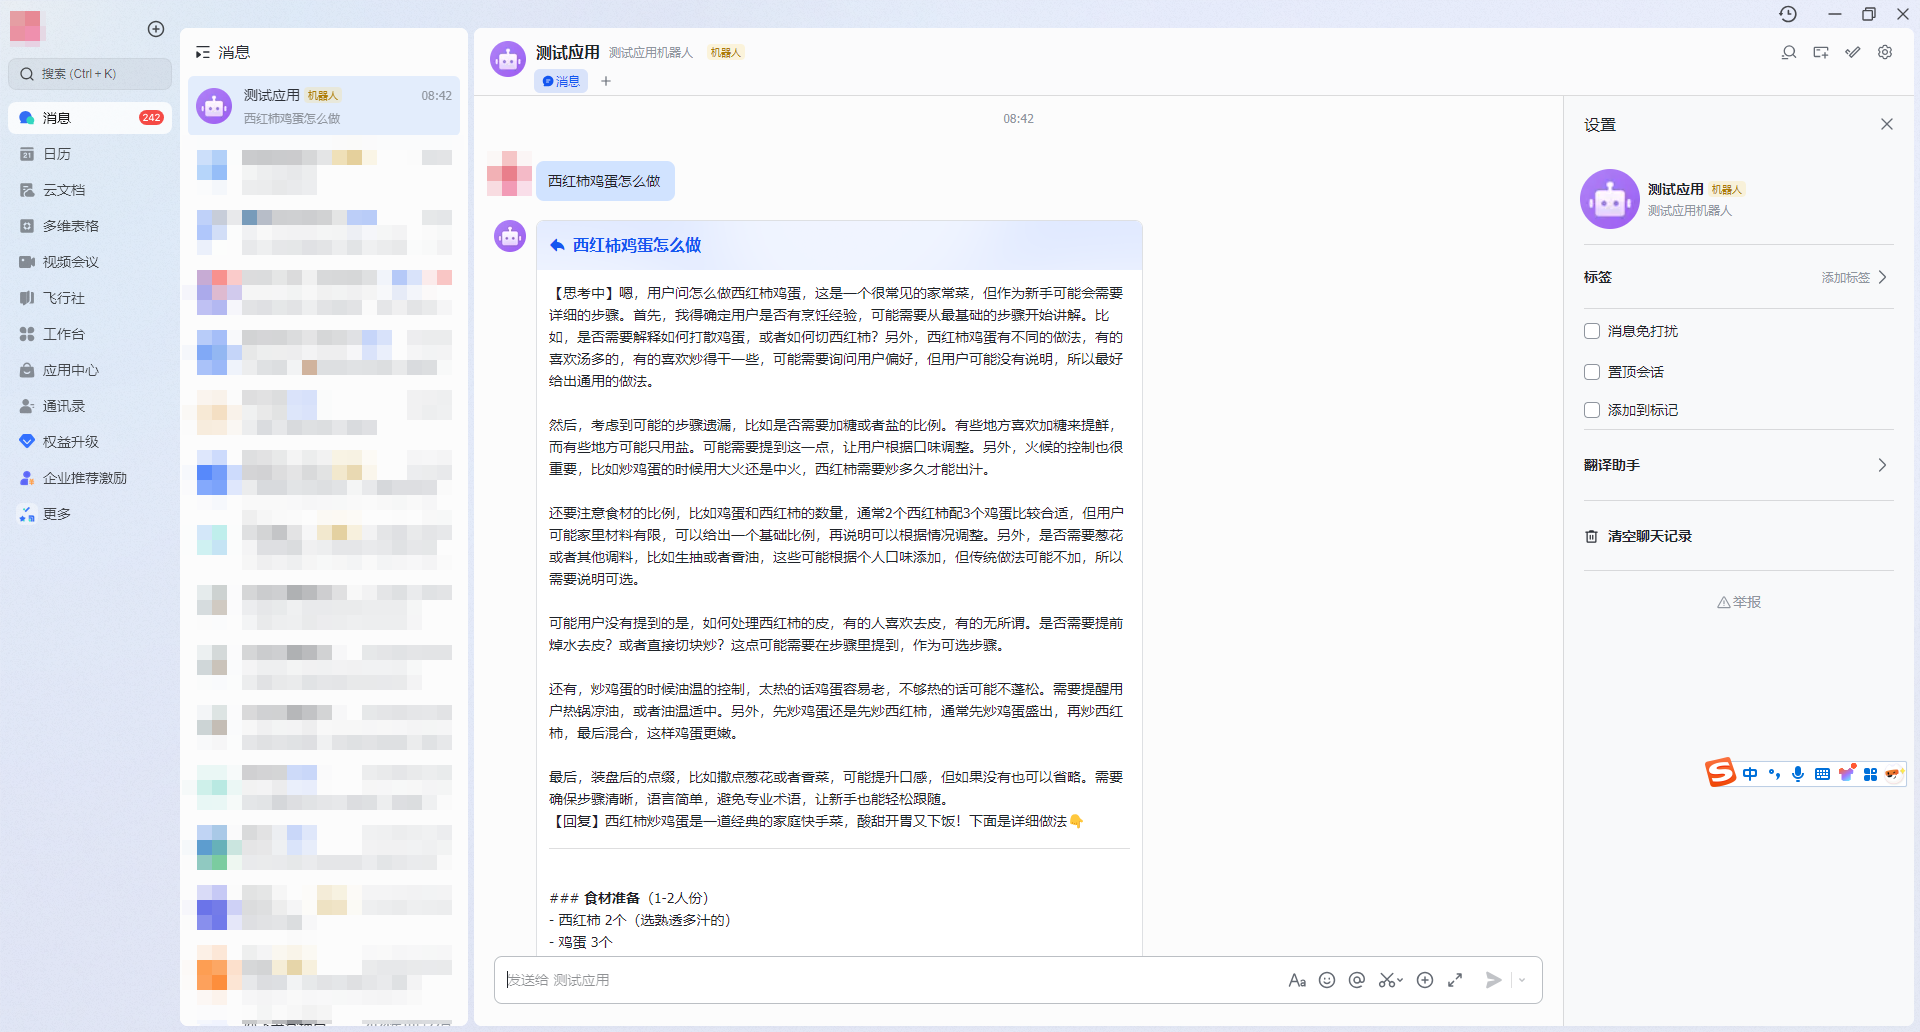 搜索 (Ctrl + K)
消息
242
日历
云文档
多维表格
视频会议
飞行社
工作台
应用中心
通讯录
权益升级
企业推荐激励
更多
消息
测试应用 机器人 08:42
西红柿鸡蛋怎么做
测试应用 测试应用机器人 机器人
消息
08:42
西红柿鸡蛋怎么做
西红柿鸡蛋怎么做
【思考中】嗯，用户问怎么做西红柿鸡蛋，这是一个很常见的家常菜，但作为新手可能会需要
详细的步骤。首先，我得确定用户是否有烹饪经验，可能需要从最基础的步骤开始讲解。比
如，是否需要解释如何打散鸡蛋，或者如何切西红柿？另外，西红柿鸡蛋有不同的做法，有的
喜欢汤多的，有的喜欢炒得干一些，可能需要询问用户偏好，但用户可能没有说明，所以最好
给出通用的做法。
然后，考虑到可能的步骤遗漏，比如是否需要加糖或者盐的比例。有些地方喜欢加糖来提鲜，
而有些地方可能只用盐。可能需要提到这一点，让用户根据口味调整。另外，火候的控制也很
重要，比如炒鸡蛋的时候用大火还是中火，西红柿需要炒多久才能出汁。
还要注意食材的比例，比如鸡蛋和西红柿的数量，通常2个西红柿配3个鸡蛋比较合适，但用户
可能家里材料有限，可以给出一个基础比例，再说明可以根据情况调整。另外，是否需要葱花
或者其他调料，比如生抽或者香油，这些可能根据个人口味添加，但传统做法可能不加，所以
需要说明可选。
可能用户没有提到的是，如何处理西红柿的皮，有的人喜欢去皮，有的无所谓。是否需要提前
焯水去皮？或者直接切块炒？这点可能需要在步骤里提到，作为可选步骤。
还有，炒鸡蛋的时候油温的控制，太热的话鸡蛋容易老，不够热的话可能不蓬松。需要提醒用
户热锅凉油，或者油温适中。另外，先炒鸡蛋还是先炒西红柿，通常先炒鸡蛋盛出，再炒西红
柿，最后混合，这样鸡蛋更嫩。
最后，装盘后的点缀，比如撒点葱花或者香菜，可能提升口感，但如果没有也可以省略。需要
确保步骤清晰，语言简单，避免专业术语，让新手也能轻松跟随。
【回复】西红柿炒鸡蛋是一道经典的家庭快手菜，酸甜开胃又下饭！下面是详细做法👇
### 食材准备（1-2人份）
- 西红柿 2个（选熟透多汁的）
- 鸡蛋 3个
发送给 测试应用
设置
测试应用 机器人
测试应用机器人
标签 添加标签
消息免打扰
置顶会话
添加到标记
翻译助手
清空聊天记录
举报
中